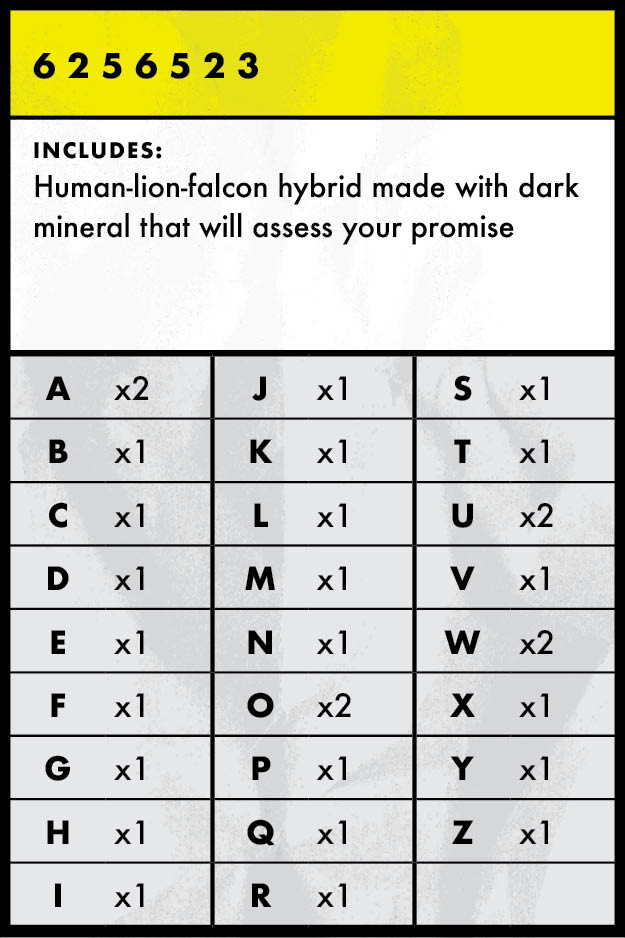 6 2 5 6 5 2 3
INCLUDES:
Human-lion-falcon hybrid made with dark
mineral that will assess your promise
A x2 J x1 S x1
B x1 K x1 T x1
C x1 L x1 U x2
D x1 M x1 V x1
E x1 N x1 W x2
F x1 O x2 X x1
G x1 P x1 Y x1
H x1 Q x1 Z x1
I x1 R x1